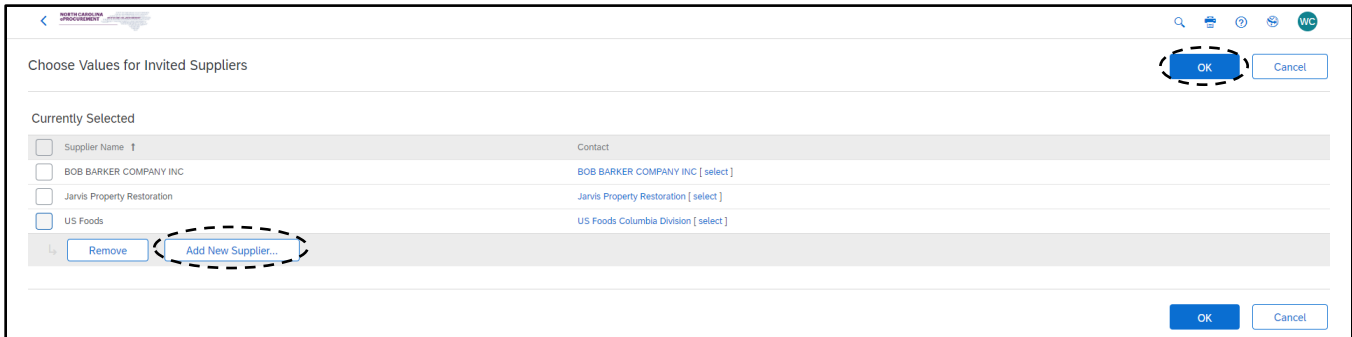 NORTH CAROLINA
ePROCUREMENT
WC
Choose Values for Invited Suppliers
OK
Cancel
Currently Selected
Supplier Name ↑ Contact
BOB BARKER COMPANY INC BOB BARKER COMPANY INC [ select ]
Jarvis Property Restoration Jarvis Property Restoration [ select ]
US Foods US Foods Columbia Division [ select ]
Remove Add New Supplier...
OK Cancel